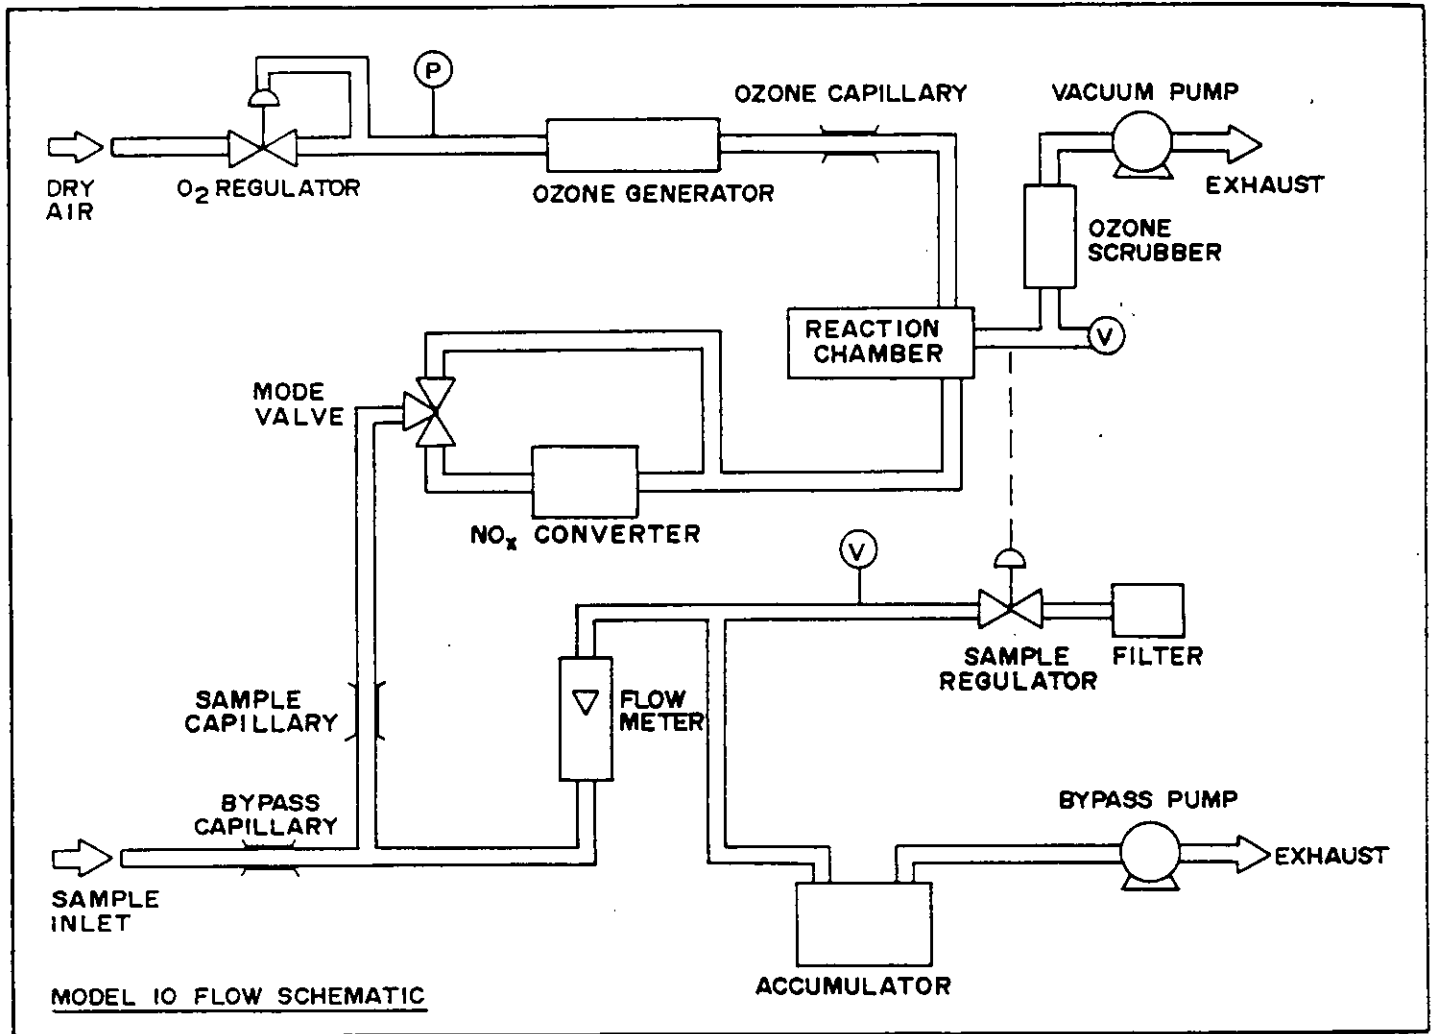 P
OZONE CAPILLARY
VACUUM PUMP
DRY
AIR
O2 REGULATOR
OZONE GENERATOR
EXHAUST
OZONE
SCRUBBER
REACTION
CHAMBER
V
MODE
VALVE
NOx CONVERTER
V
SAMPLE
REGULATOR
FILTER
SAMPLE
CAPILLARY
FLOW
METER
BYPASS
CAPILLARY
BYPASS PUMP
EXHAUST
SAMPLE
INLET
ACCUMULATOR
MODEL 10 FLOW SCHEMATIC